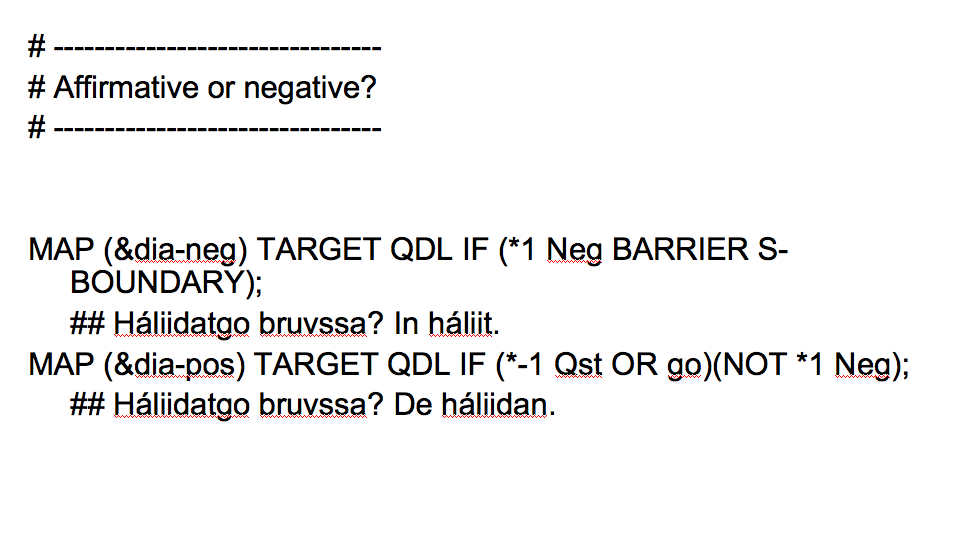 # --------------------------------
# Affirmative or negative?
# --------------------------------
MAP (&dia-neg) TARGET QDL IF (*1 Neg BARRIER S-
BOUNDARY);
## Háliidatgo bruvssa? In háliit.
MAP (&dia-pos) TARGET QDL IF (*-1 Qst OR go)(NOT *1 Neg);
## Háliidatgo bruvssa? De háliidan.